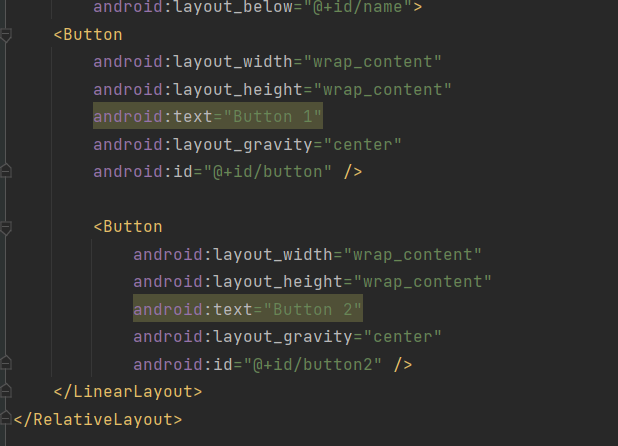 android:layout_below="@+id/name">
<Button
android:layout_width="wrap_content"
android:layout_height="wrap_content"
android:text="Button 1"
android:layout_gravity="center"
android:id="@+id/button" />
<Button
android:layout_width="wrap_content"
android:layout_height="wrap_content"
android:text="Button 2"
android:layout_gravity="center"
android:id="@+id/button2" />
</LinearLayout>
</RelativeLayout>